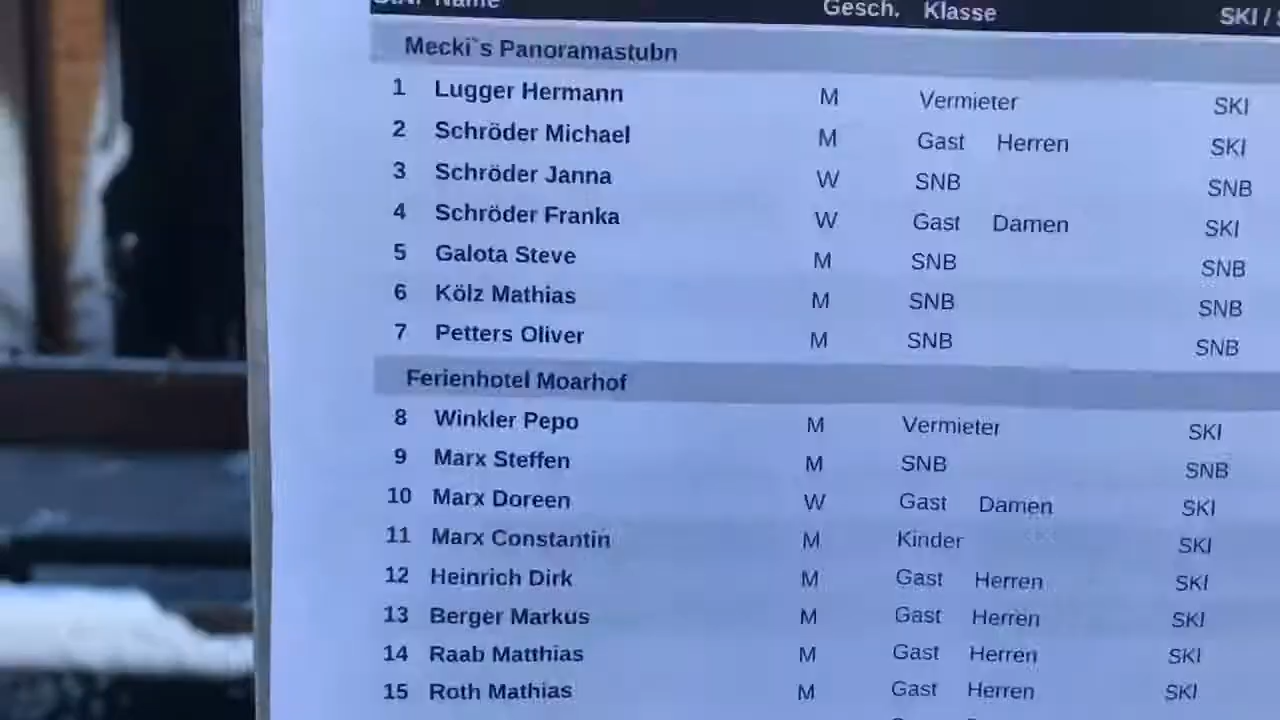 Name Gesch. Klasse SKI /
Mecki`s Panoramastubn
1 Lugger Hermann M Vermieter SKI
2 Schröder Michael M Gast Herren SKI
3 Schröder Janna W SNB SNB
4 Schröder Franka W Gast Damen SKI
5 Galota Steve M SNB SNB
6 Kölz Mathias M SNB SNB
7 Petters Oliver M SNB SNB
Ferienhotel Moarhof
8 Winkler Pepo M Vermieter SKI
9 Marx Steffen M SNB SNB
10 Marx Doreen W Gast Damen SKI
11 Marx Constantin M Kinder SKI
12 Heinrich Dirk M Gast Herren SKI
13 Berger Markus M Gast Herren SKI
14 Raab Matthias M Gast Herren SKI
15 Roth Mathias M Gast Herren SKI